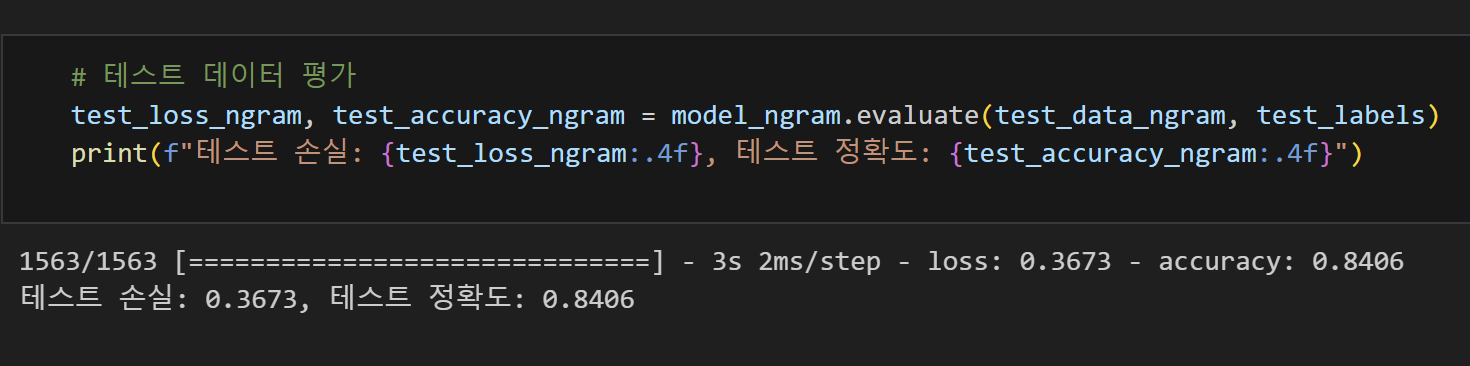 # 테스트 데이터 평가
test_loss_ngram, test_accuracy_ngram = model_ngram.evaluate(test_data_ngram, test_labels)
print(f"테스트 손실: {test_loss_ngram:.4f}, 테스트 정확도: {test_accuracy_ngram:.4f}")
1563/1563 [==============================] - 3s 2ms/step - loss: 0.3673 - accuracy: 0.8406
테스트 손실: 0.3673, 테스트 정확도: 0.8406